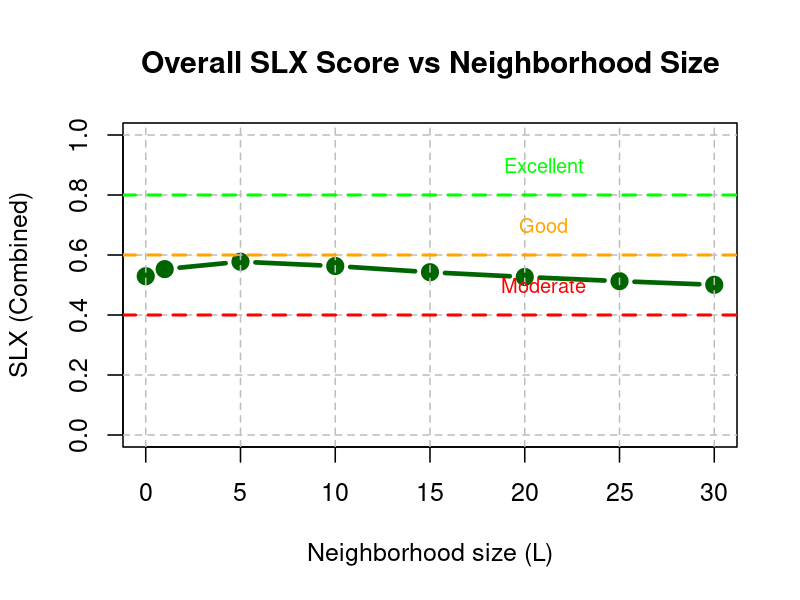 Overall SLX Score vs Neighborhood Size
SLX (Combined)
1.0
0.8
0.6
0.4
0.2
0.0
Excellent
Good
Moderate
0 5 10 15 20 25 30
Neighborhood size (L)